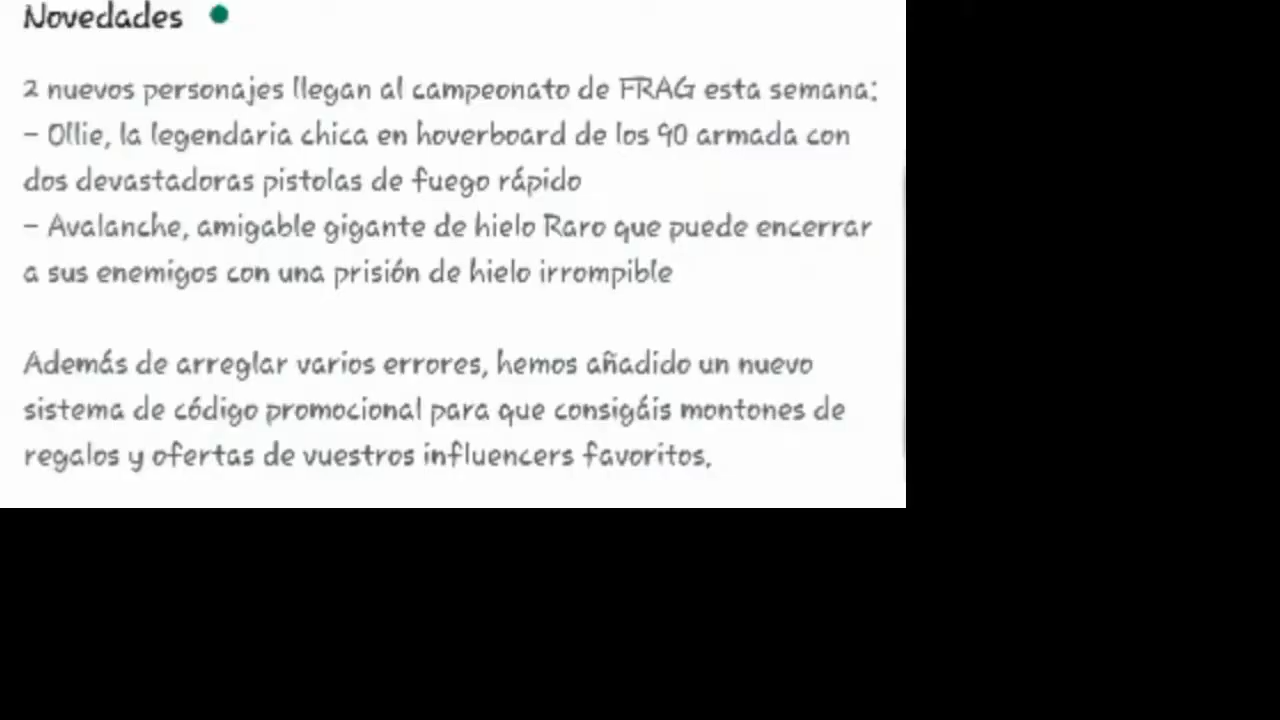 Novedades
2 nuevos personajes llegan al campeonato de FRAG esta semana:
- Ollie, la legendaria chica en hoverboard de los 90 armada con
dos devastadoras pistolas de fuego rápido
- Avalanche, amigable gigante de hielo Raro que puede encerrar
a sus enemigos con una prisión de hielo irrompible
Además de arreglar varios errores, hemos añadido un nuevo
sistema de código promocional para que consigáis montones de
regalos y ofertas de vuestros influencers favoritos.